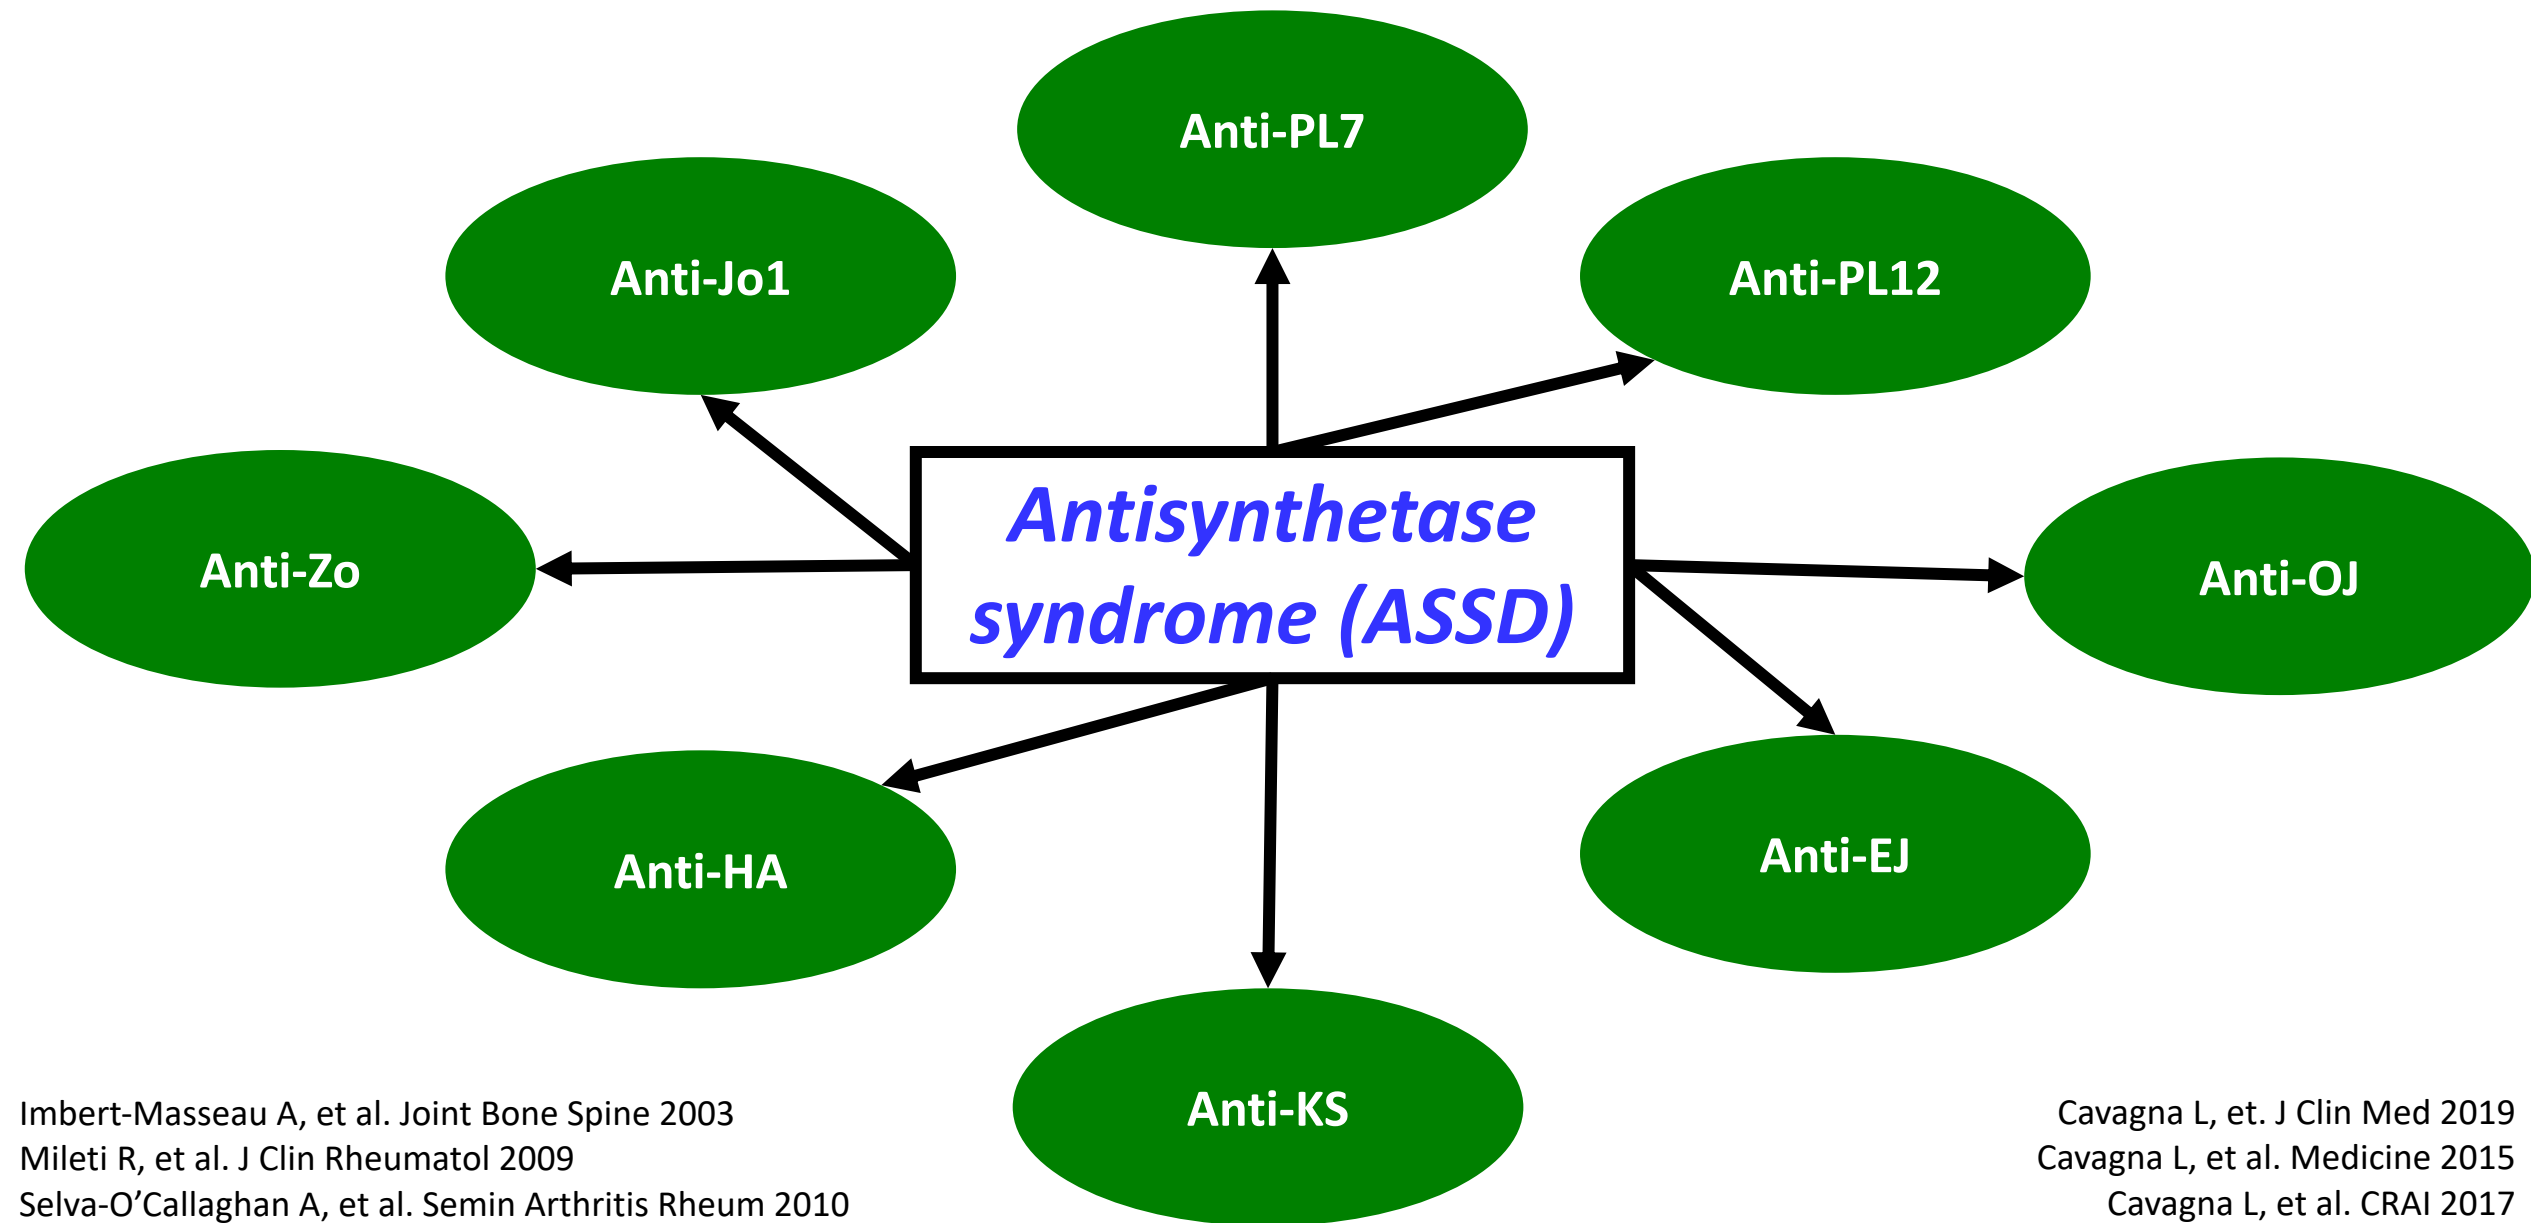 Anti-PL7
Anti-Jo1
Anti-PL12
Antisynthetase
syndrome (ASSD)
Anti-Zo
Anti-OJ
Anti-HA
Anti-EJ
Anti-KS
Imbert-Masseau A, et al. Joint Bone Spine 2003
Mileti R, et al. J Clin Rheumatol 2009
Selva-O’Callaghan A, et al. Semin Arthritis Rheum 2010
Cavagna L, et. J Clin Med 2019
Cavagna L, et al. Medicine 2015
Cavagna L, et al. CRAI 2017